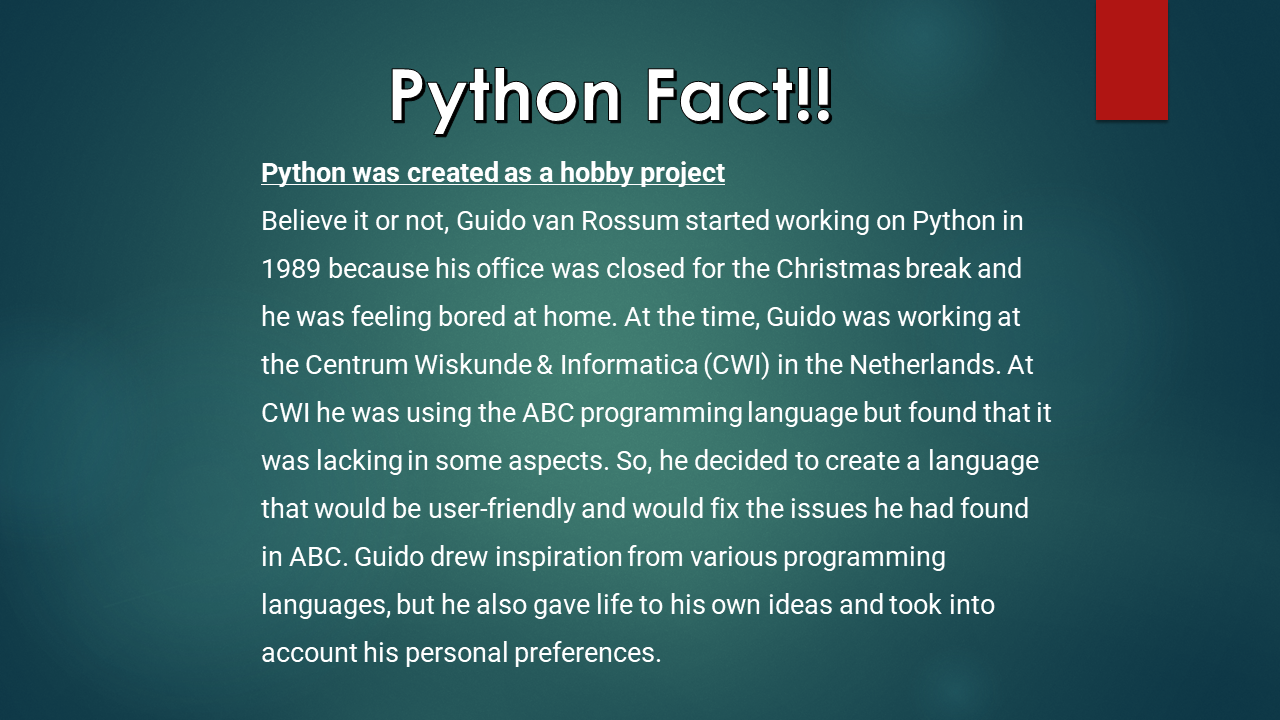 Python Fact!!
Python was created as a hobby project
Believe it or not, Guido van Rossum started working on Python in
1989 because his office was closed for the Christmas break and
he was feeling bored at home. At the time, Guido was working at
the Centrum Wiskunde & Informatica (CWI) in the Netherlands. At
CWI he was using the ABC programming language but found that it
was lacking in some aspects. So, he decided to create a language
that would be user-friendly and would fix the issues he had found
in ABC. Guido drew inspiration from various programming
languages, but he also gave life to his own ideas and took into
account his personal preferences.